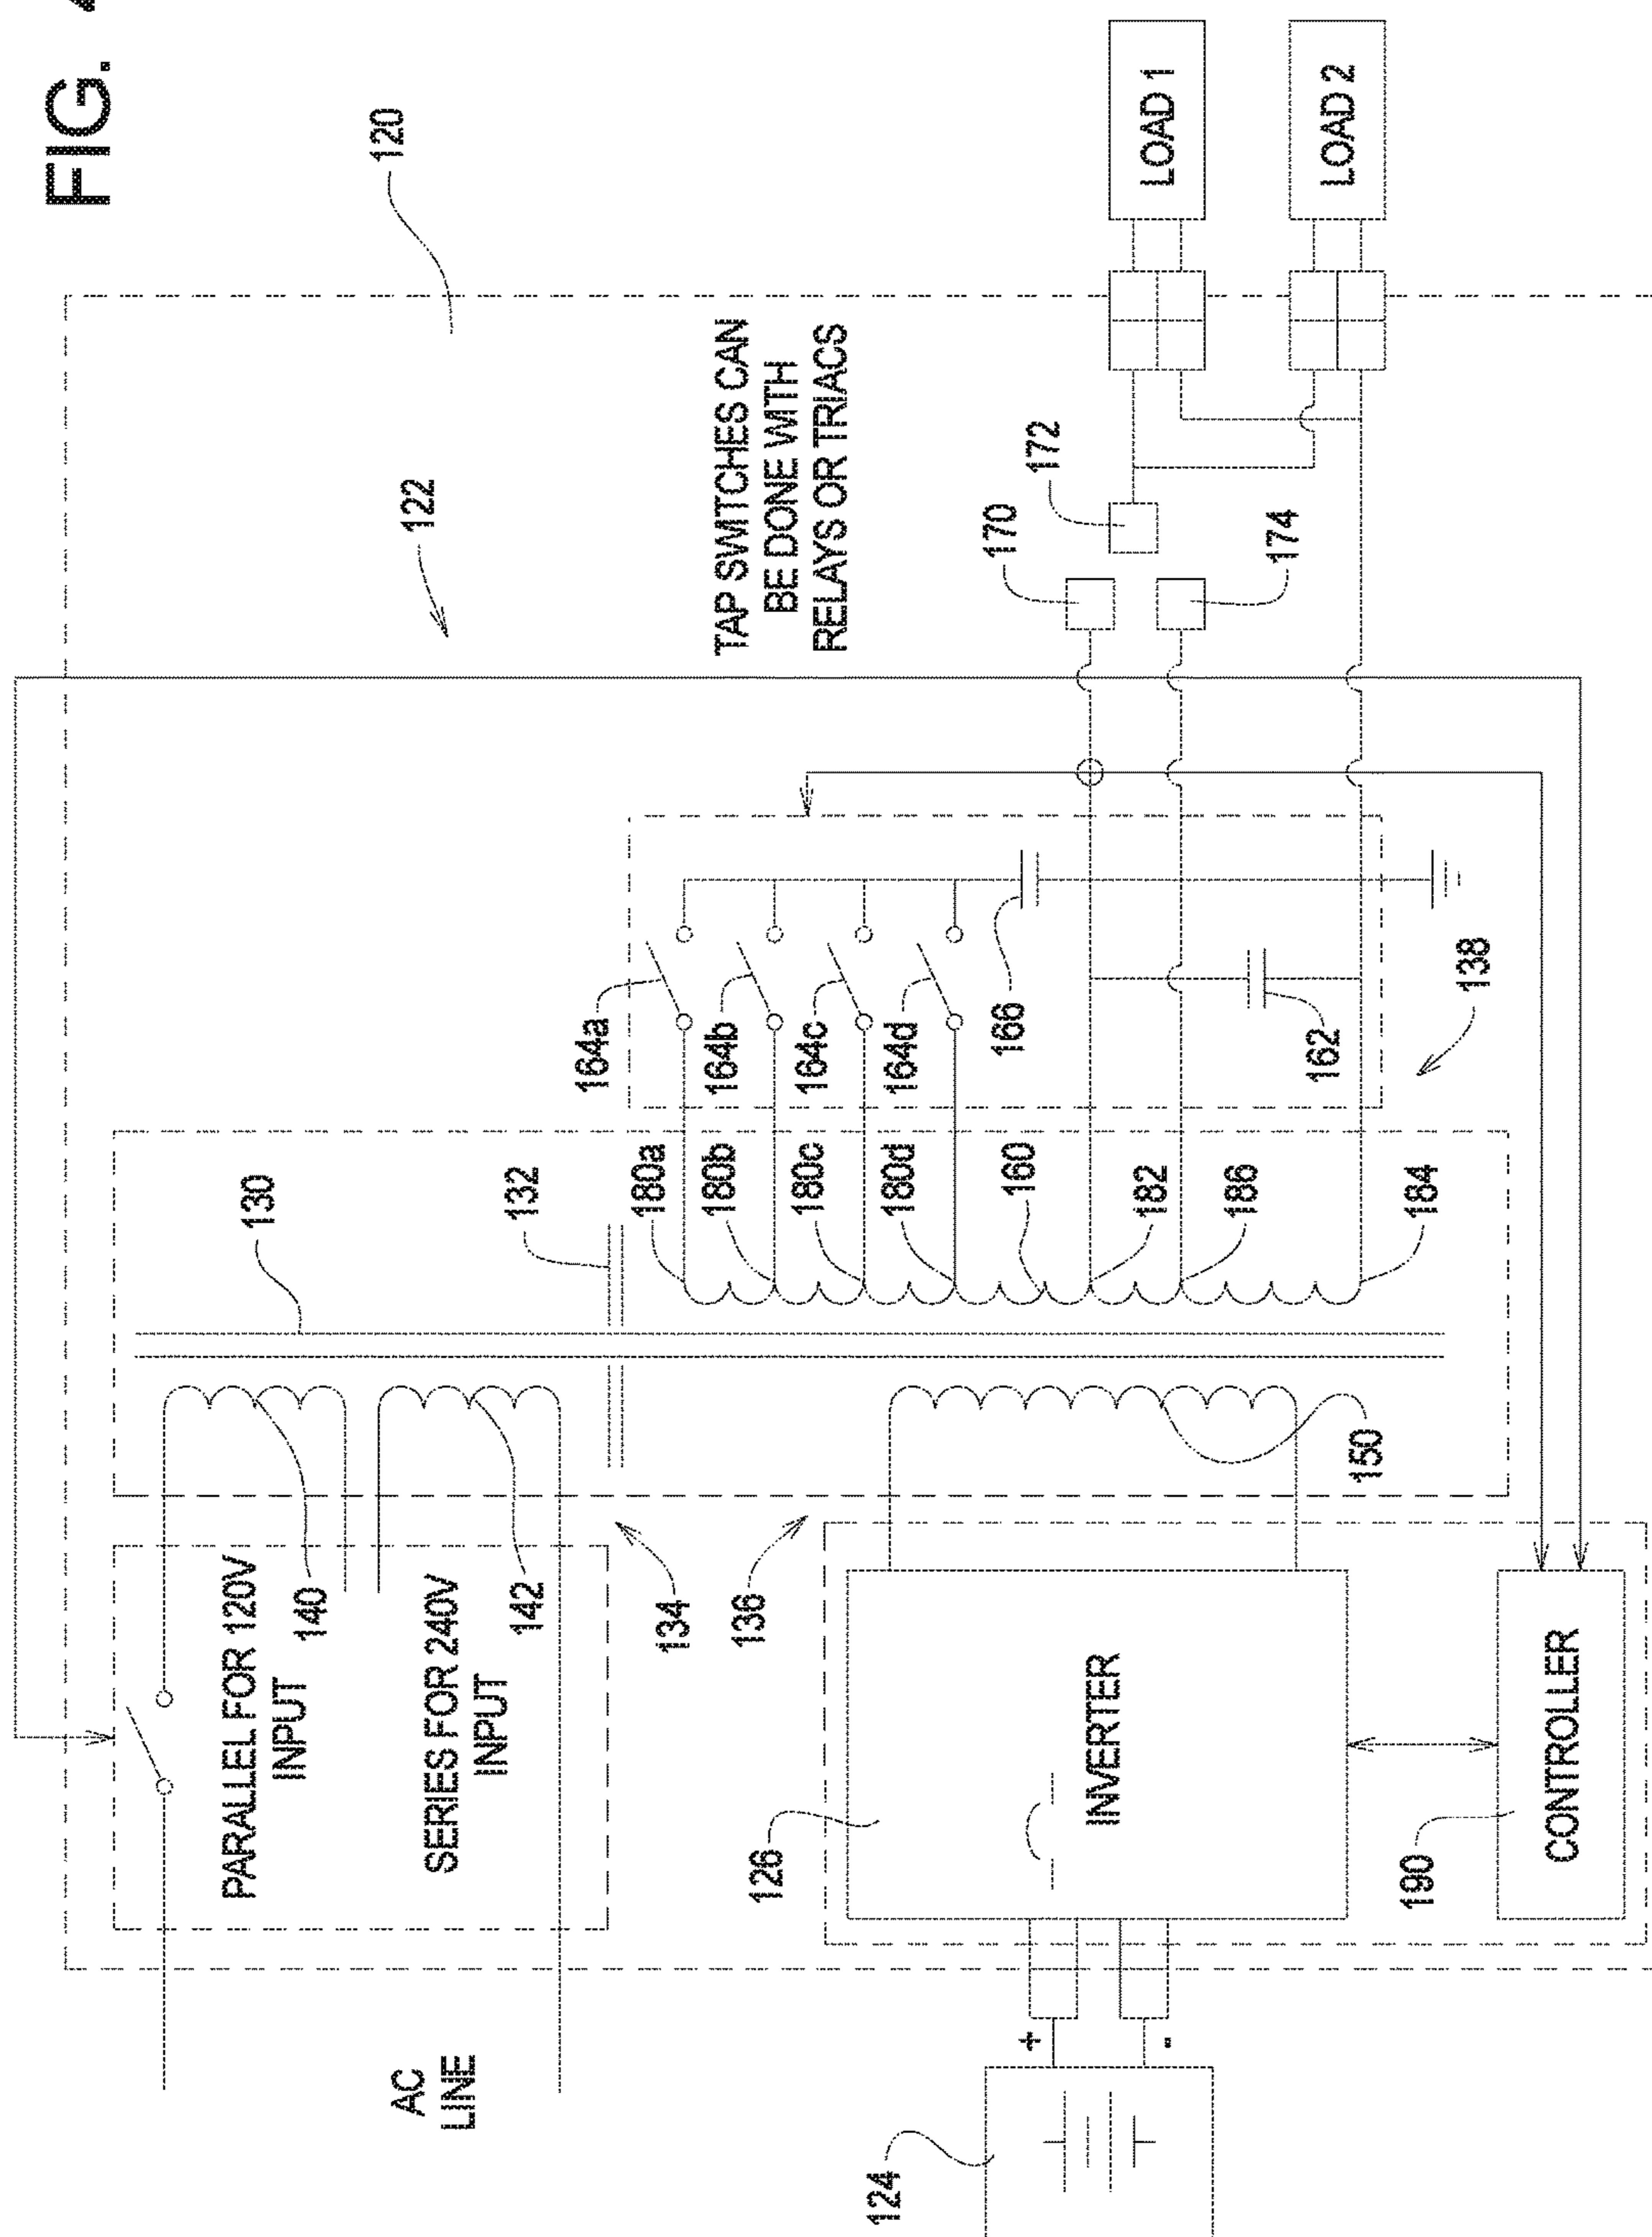 FIG.
120
122
TAP SWITCHES CAN
BE DONE WITH
RELAYS OR TRIACS
LOAD 1
LOAD 2
172
170
174
164a
164b
164c
164d
166
162
138
130
132
180a
180b
180c
180d
160
182
186
184
PARALLEL FOR 120V
INPUT
140
SERIES FOR 240V
INPUT
142
134
136
150
126
INVERTER
190
CONTROLLER
AC
LINE
124
+
-